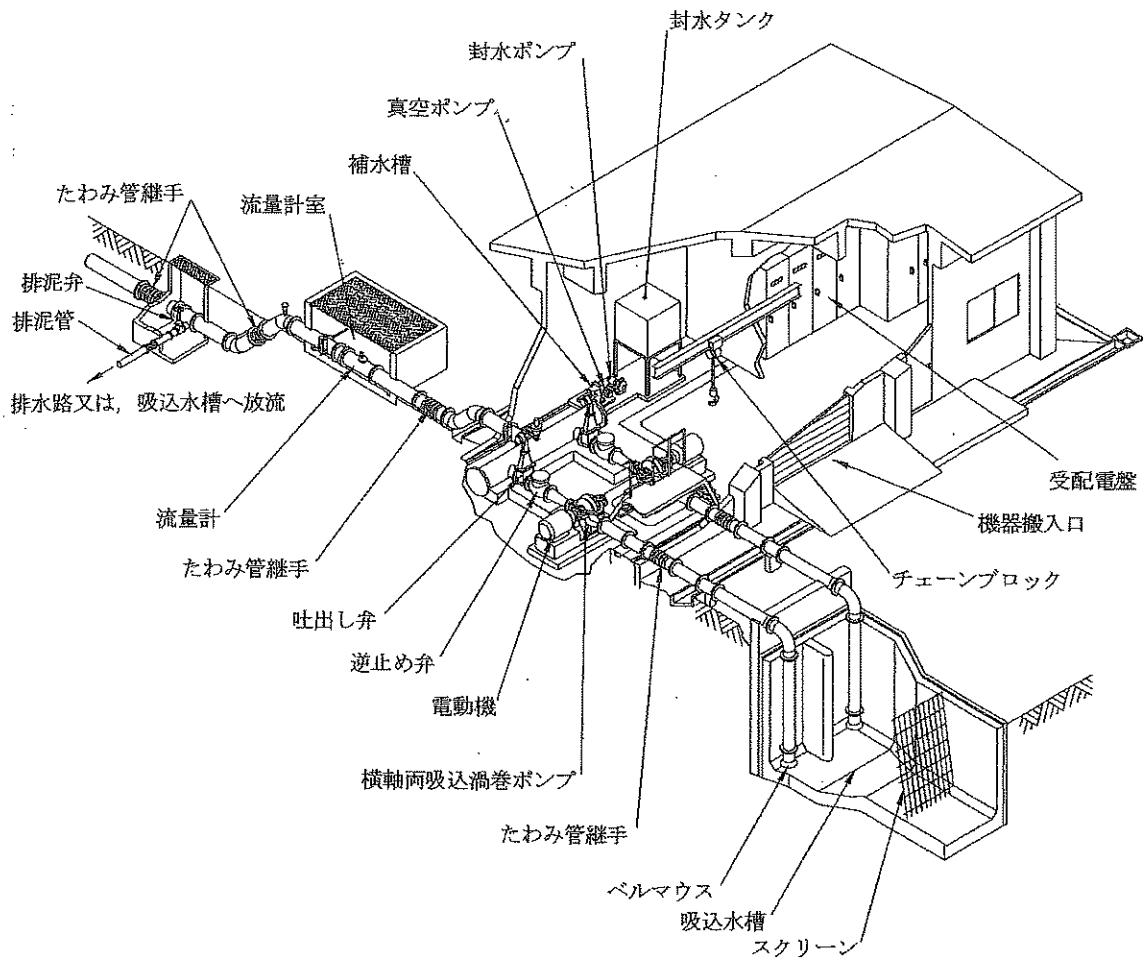 封水タンク
封水ポンプ
真空ポンプ
補水槽
たわみ管継手
流量計室
排泥弁
排泥管
排水路又は，吸込水槽へ放流
流量計
たわみ管継手
吐出し弁
逆止め弁
電動機
横軸両吸込渦巻ポンプ
たわみ管継手
受配電盤
機器搬入口
チェーンブロック
ベルマウス
吸込水槽
スクリーン